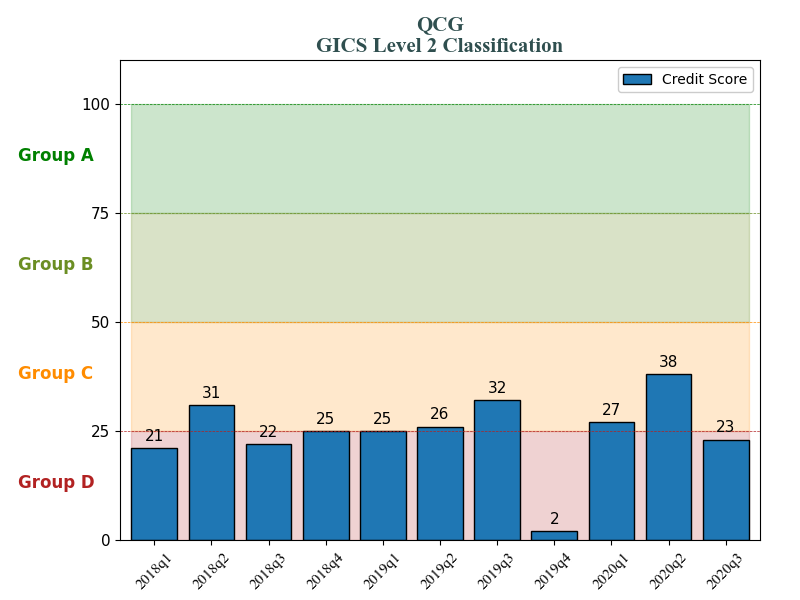 QCG
GICS Level 2 Classification
Credit Score
100
Group A
75
Group B
50
Group C
38
32
31
27
26
25
25
25
23
22
21
Group D
2
0
2018q1
2018q2
2018q3
2018q4
2019q1
2019q2
2019q3
2019q4
2020q1
2020q2
2020q3